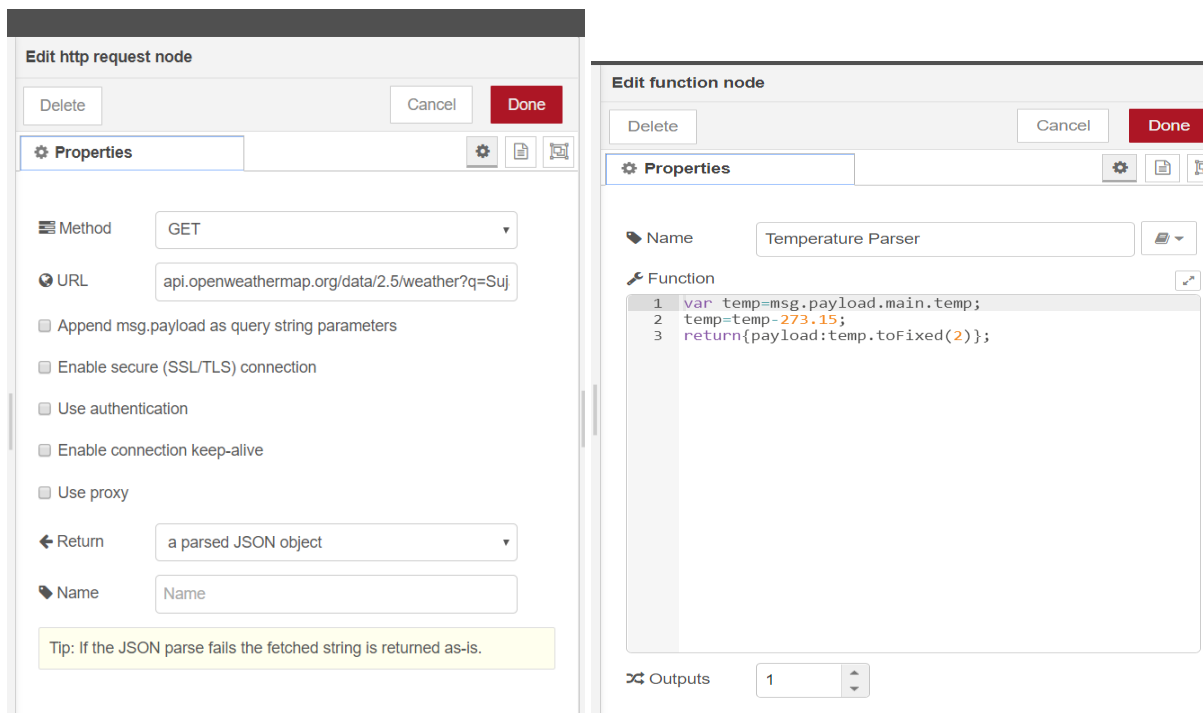 Edit http request node
Delete
Cancel
Done
Properties
Method
GET
URL
api.openweathermap.org/data/2.5/weather?q=Suj
Append msg.payload as query string parameters
Enable secure (SSL/TLS) connection
Use authentication
Enable connection keep-alive
Use proxy
Return
a parsed JSON object
Name
Name
Tip: If the JSON parse fails the fetched string is returned as-is.
Edit function node
Delete
Cancel
Done
Properties
Name
Temperature Parser
Function
1 var temp=msg.payload.main.temp;
2 temp=temp-273.15;
3 return{payload:temp.toFixed(2)};
Outputs
1